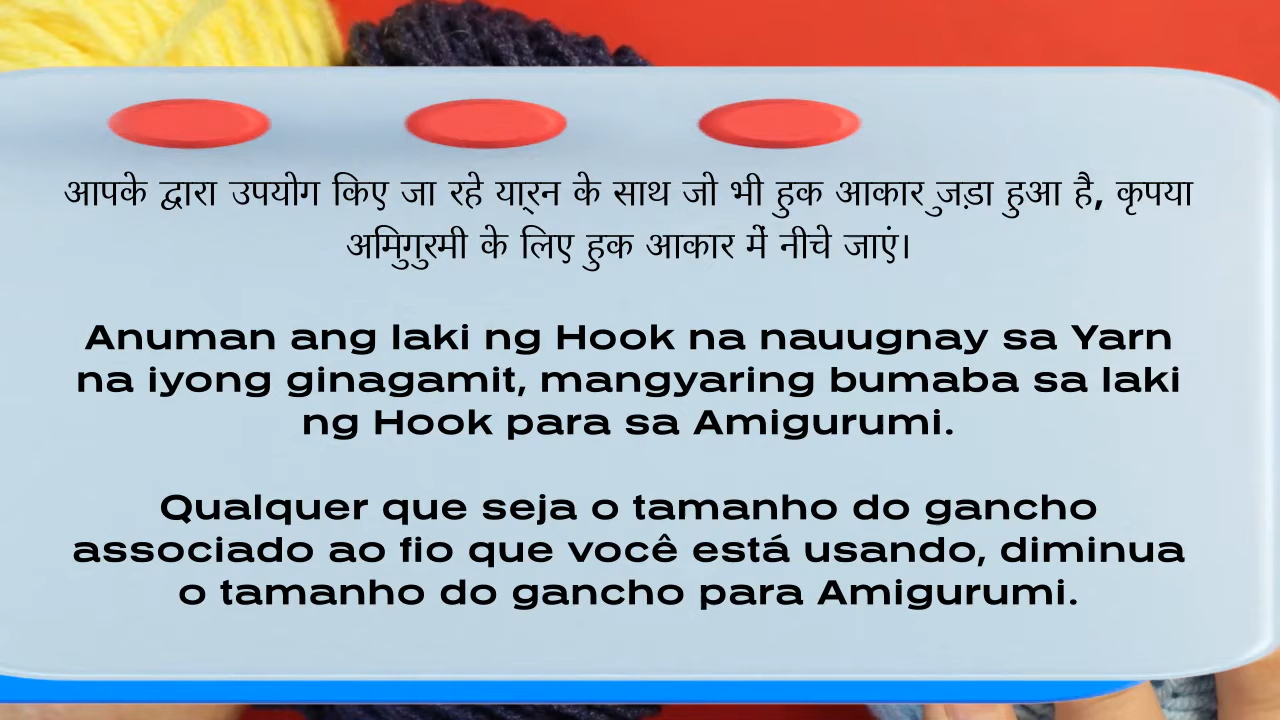 आपके द्वारा उपयोग किए जा रहे यार्न के साथ जो भी हुक आकार जुड़ा हुआ है, कृपया
अमिगुरुमी के लिए हुक आकार में नीचे जाएं।
Anuman ang laki ng Hook na nauugnay sa Yarn
na iyong ginagamit, mangyaring bumaba sa laki
ng Hook para sa Amigurumi.
Qualquer que seja o tamanho do gancho
associado ao fio que você está usando, diminua
o tamanho do gancho para Amigurumi.